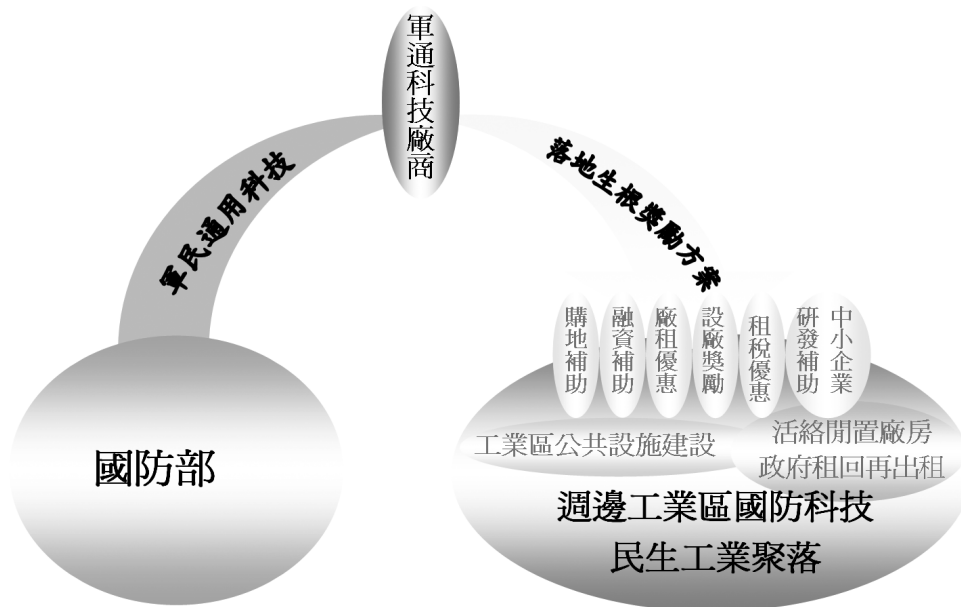 軍通科技廠商
軍民通用科技
落地生根獎勵方案
購地補助
融資補助
廠租優惠
設廠獎勵
租稅優惠
中小企業
研發補助
工業區公共設施建設
活絡閒置廠房
政府租回再出租
國防部
週邊工業區國防科技
民生工業聚落